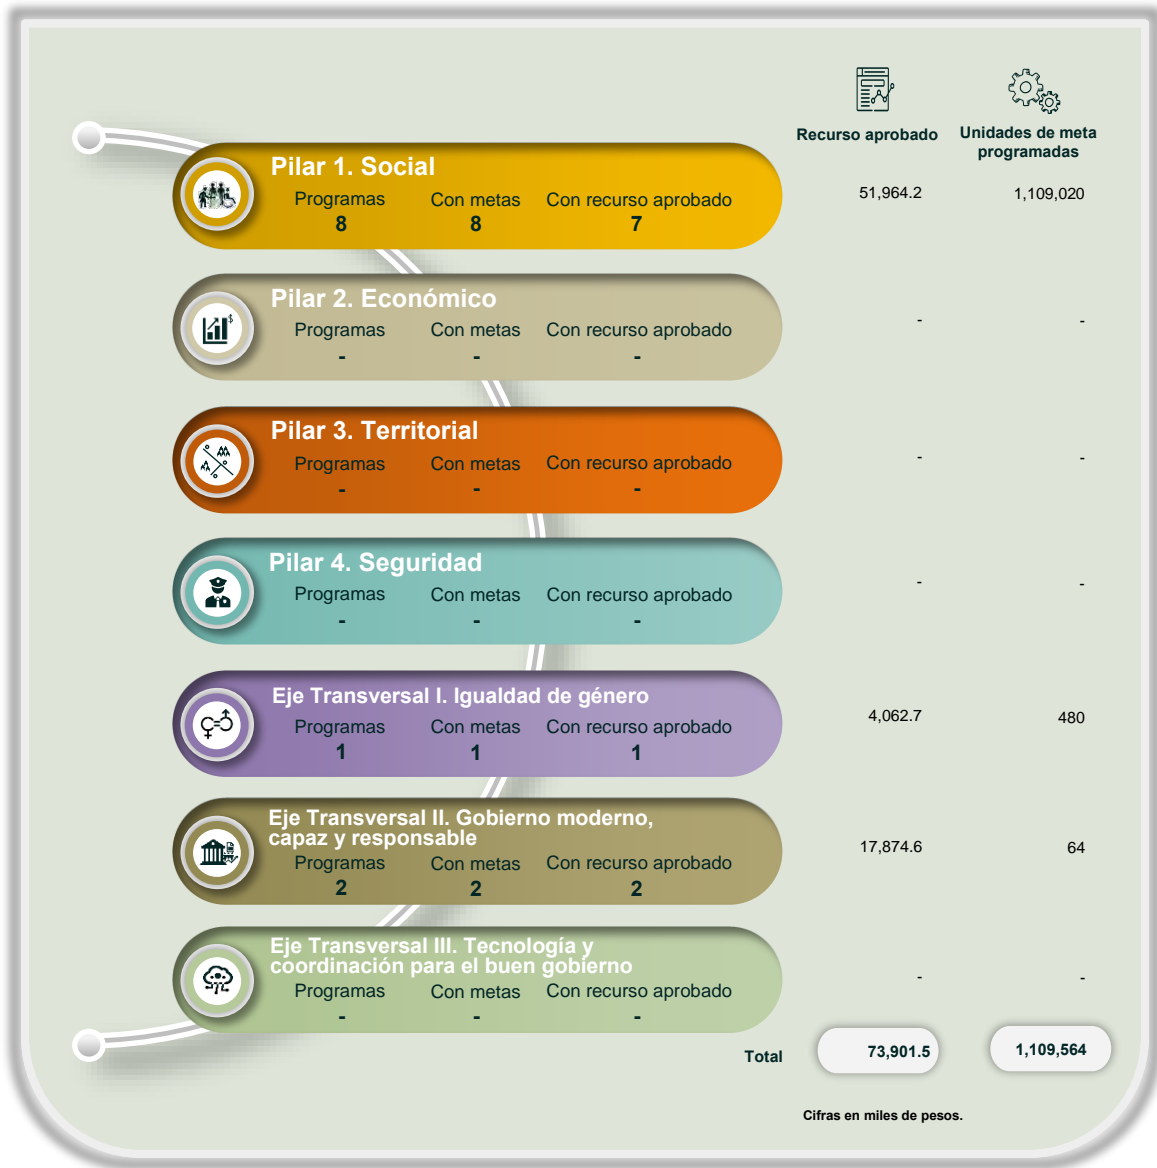 Recurso aprobado
Unidades de meta
programadas
Pilar 1. Social
Programas Con metas Con recurso aprobado
8 8 7
51,964.2 1,109,020
Pilar 2. Económico
Programas Con metas Con recurso aprobado
- - -
- -
Pilar 3. Territorial
Programas Con metas Con recurso aprobado
- - -
- -
Pilar 4. Seguridad
Programas Con metas Con recurso aprobado
- - -
- -
Eje Transversal I. Igualdad de género
Programas Con metas Con recurso aprobado
1 1 1
4,062.7 480
Eje Transversal II. Gobierno moderno,
capaz y responsable
Programas Con metas Con recurso aprobado
2 2 2
17,874.6 64
Eje Transversal III. Tecnología y
coordinación para el buen gobierno
Programas Con metas Con recurso aprobado
- - -
- -
Total 73,901.5 1,109,564
Cifras en miles de pesos.